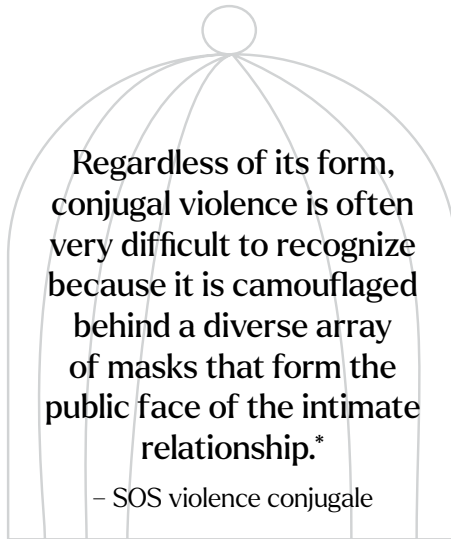 Regardless of its form,
conjugal violence is often
very difficult to recognize
because it is camouflaged
behind a diverse array
of masks that form the
public face of the intimate
relationship.*
– SOS violence conjugale